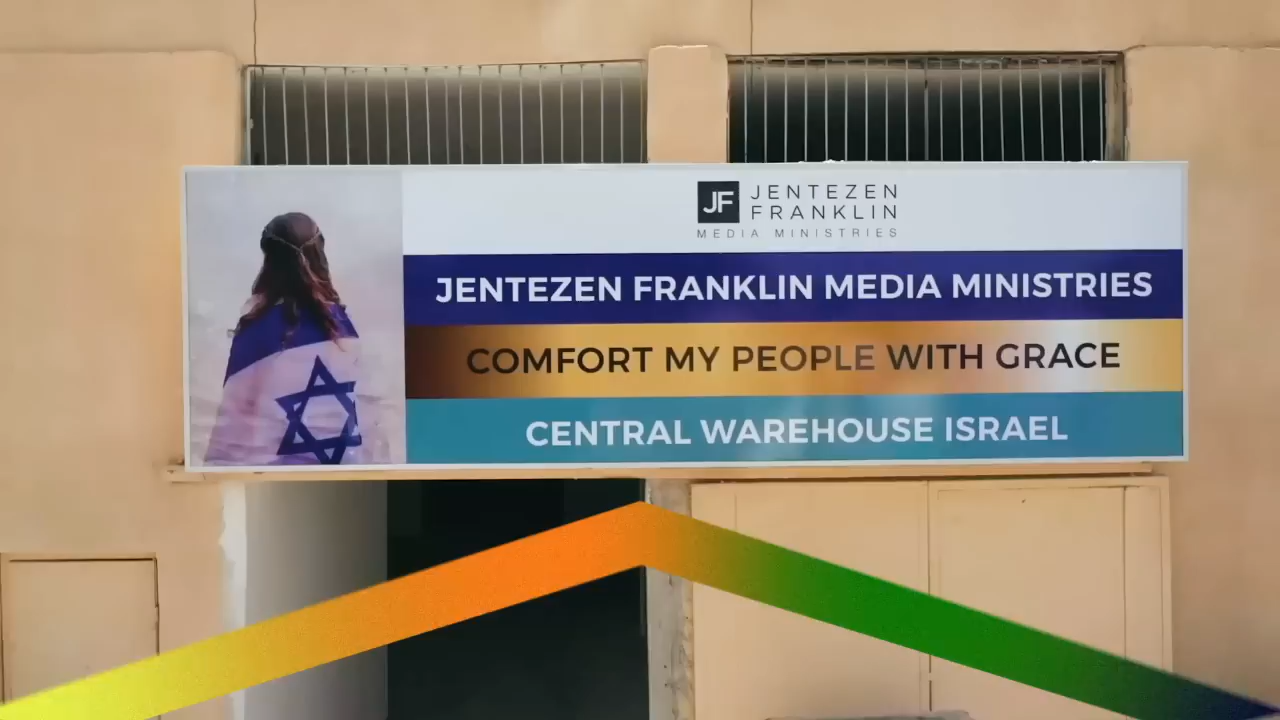 JF
JENTEZEN
FRANKLIN
MEDIA MINISTRIES
JENTEZEN FRANKLIN MEDIA MINISTRIES
COMFORT MY PEOPLE WITH GRACE
CENTRAL WAREHOUSE ISRAEL